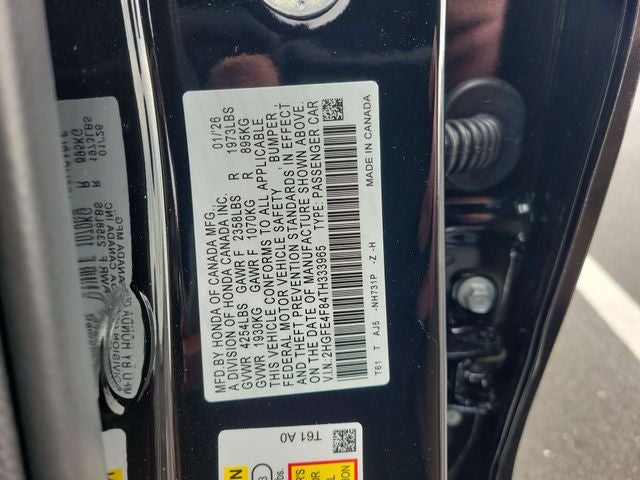 MFD.BY HONDA OF CANADA MFG., 01/26
A DIVISION OF HONDA CANADA INC.
GVWR 4254LBS GAWR F 2358LBS R 1973LBS
GVWR 1930KG GAWR F 1070KG R 895KG
THIS VEHICLE CONFORMS TO ALL APPLICABLE
FEDERAL MOTOR VEHICLE SAFETY, BUMPER,
AND THEFT PREVENTION STANDARDS IN EFFECT
ON THE DATE OF MANUFACTURE SHOWN ABOVE.
V.I.N.:2HGFE4F84TH333965 TYPE: PASSENGER CAR
T61 T AJ5 -NH731P -Z -H MADE IN CANADA
T61 A0